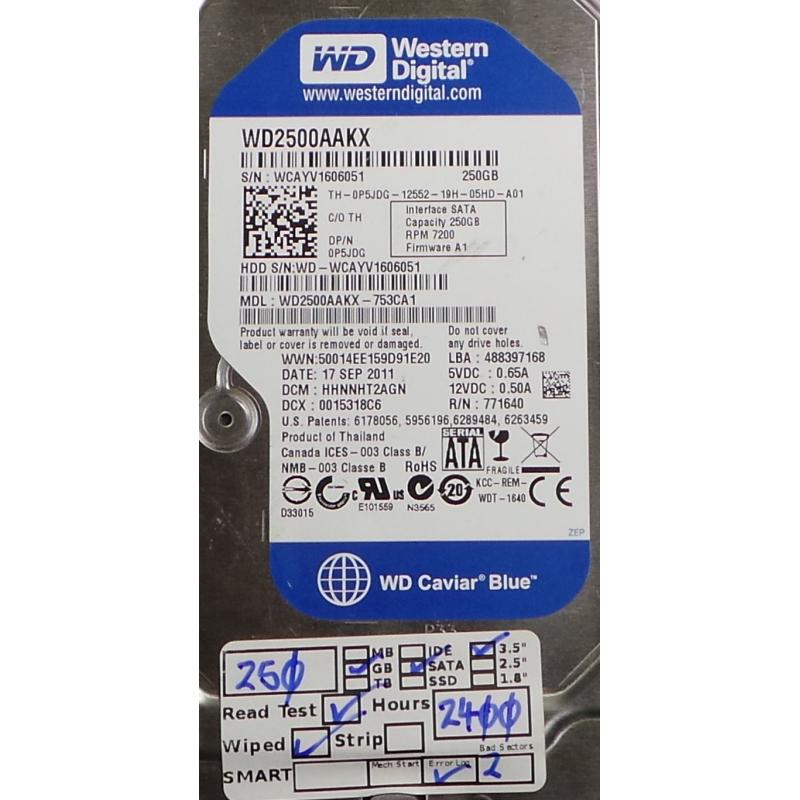 WD Western
Digital®
www.westerndigital.com
WD2500AAKX
S/N : WCAYV1606051 250GB
TH-0P5JDG-12552-19H-05HD-A01
C/O TH
DP/N
0P5JDG
Interface SATA
Capacity 250GB
RPM 7200
Firmware A1
HDD S/N:WD-WCAYV1606051
MDL : WD2500AAKX-753CA1
Product warranty will be void if seal,
label or cover is removed or damaged.
Do not cover
any drive holes.
WWN:50014EE159D91E20 LBA : 488397168
DATE: 17 SEP 2011 5VDC : 0.65A
DCM : HHNNHT2AGN 12VDC : 0.50A
DCX : 0015318C6 R/N : 771640
U.S. Patents: 6178056, 5956196,6289484, 6263459
Product of Thailand
Canada ICES-003 Class B/
NMB-003 Classe B RoHS
SERIAL
ATA
FRAGILE
D33015
c RU us
E101559
N3565
20
KCC-REM-
WDT-1640
CE
ZEP
WD Caviar® Blue™
P33
250 MB IDE 3.5"
GB SATA 2.5"
TB SSD 1.8"
Read Test Hours 2400
Wiped Strip Bad Sectors
SMART Mech Start Error Log 2